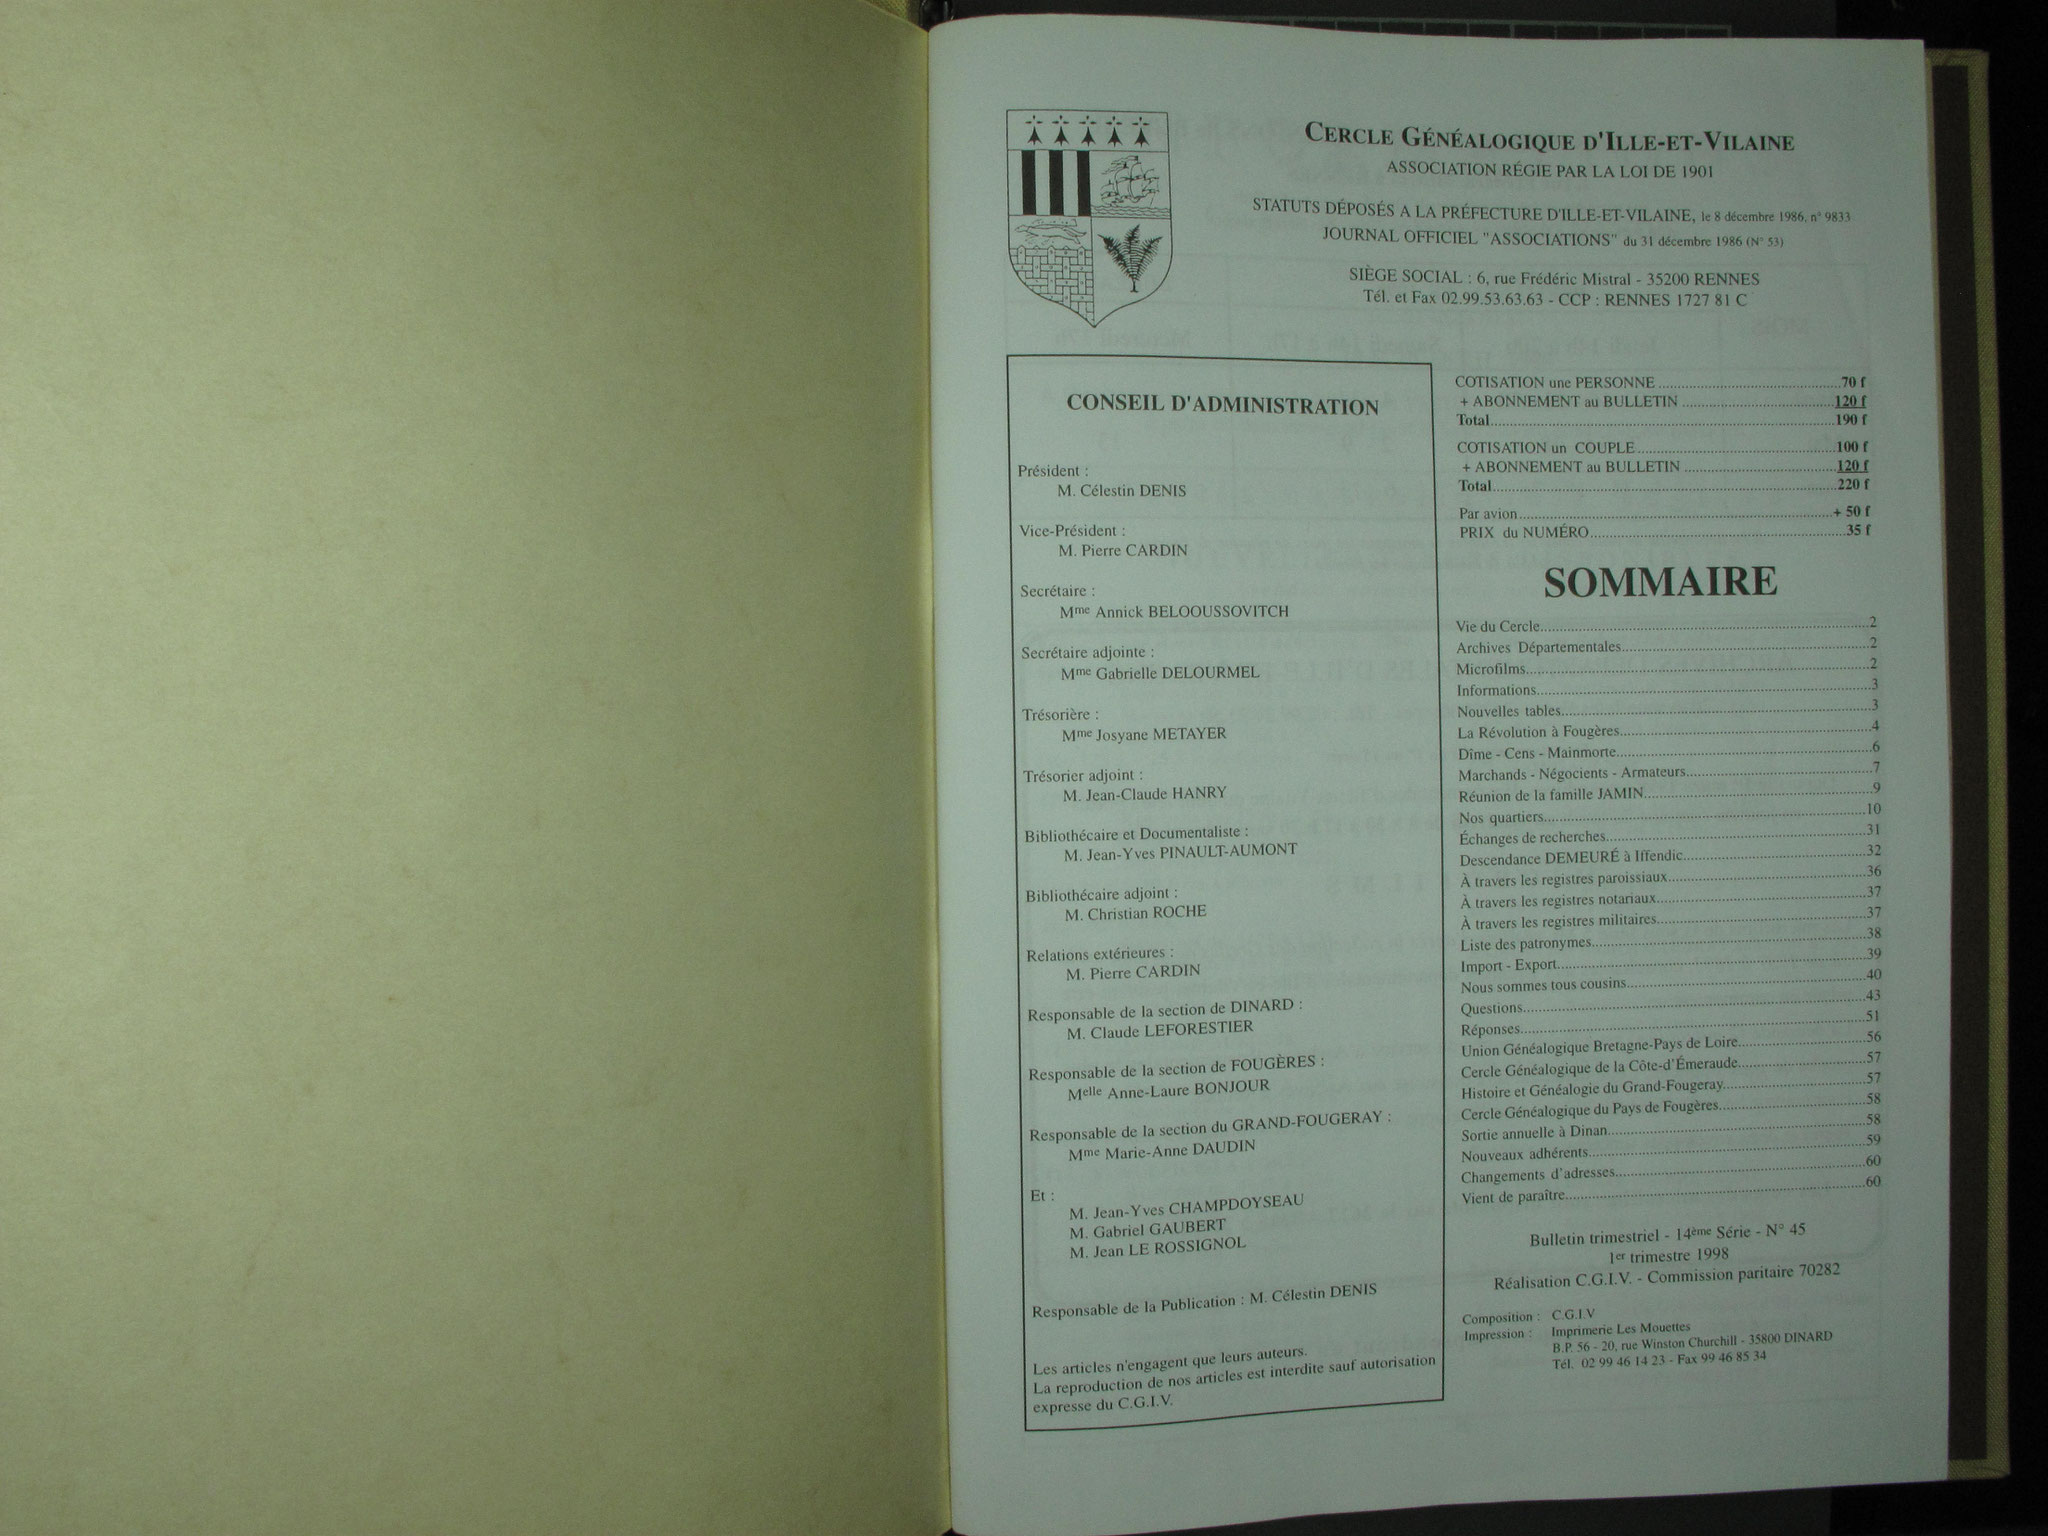 CERCLE GÉNÉALOGIQUE D'ILLE-ET-VILAINE
ASSOCIATION RÉGIE PAR LA LOI DE 1901
STATUTS DÉPOSÉS A LA PRÉFECTURE D'ILLE-ET-VILAINE, le 8 décembre 1986, n° 9833
JOURNAL OFFICIEL "ASSOCIATIONS" du 31 décembre 1986 (N° 53)
SIÈGE SOCIAL : 6, rue Frédéric Mistral - 35200 RENNES
Tél. et Fax 02.99.53.63.63 - CCP : RENNES 1727 81 C
CONSEIL D'ADMINISTRATION
Président :
M. Célestin DENIS
Vice-Président :
M. Pierre CARDIN
Secrétaire :
Mme Annick BELOOUSSOVITCH
Secrétaire adjointe :
Mme Gabrielle DELOURMEL
Trésorière :
Mme Josyane METAYER
Trésorier adjoint :
M. Jean-Claude HANRY
Bibliothécaire et Documentaliste :
M. Jean-Yves PINAULT-AUMONT
Bibliothécaire adjoint :
M. Christian ROCHE
Relations extérieures :
M. Pierre CARDIN
Responsable de la section de DINARD :
M. Claude LEFORESTIER
Responsable de la section de FOUGÈRES :
Melle Anne-Laure BONJOUR
Responsable de la section du GRAND-FOUGERAY :
Mme Marie-Anne DAUDIN
Et :
M. Jean-Yves CHAMPDOYSEAU
M. Gabriel GAUBERT
M. Jean LE ROSSIGNOL
Responsable de la Publication : M. Célestin DENIS
Les articles n'engagent que leurs auteurs.
La reproduction de nos articles est interdite sauf autorisation
expresse du C.G.I.V.
COTISATION une PERSONNE ........ 70 f
+ ABONNEMENT au BULLETIN ........ 120 f
Total ........ 190 f
COTISATION un COUPLE ........ 100 f
+ ABONNEMENT au BULLETIN ........ 120 f
Total ........ 220 f
Par avion ........ + 50 f
PRIX du NUMÉRO ........ 35 f
SOMMAIRE
Vie du Cercle ........ 2
Archives Départementales ........ 2
Microfilms ........ 2
Informations ........ 3
Nouvelles tables ........ 3
La Révolution à Fougères ........ 4
Dîme - Cens - Mainmorte ........ 6
Marchands - Négocients - Armateurs ........ 7
Réunion de la famille JAMIN ........ 9
Nos quartiers ........ 10
Échanges de recherches ........ 31
Descendance DEMEURÉ à Iffendic ........ 32
À travers les registres paroissiaux ........ 36
À travers les registres notariaux ........ 37
À travers les registres militaires ........ 37
Liste des patronymes ........ 38
Import - Export ........ 39
Nous sommes tous cousins ........ 40
Questions ........ 43
Réponses ........ 51
Union Généalogique Bretagne-Pays de Loire ........ 56
Cercle Généalogique de la Côte-d'Émeraude ........ 57
Histoire et Généalogie du Grand-Fougeray ........ 57
Cercle Généalogique du Pays de Fougères ........ 58
Sortie annuelle à Dinan ........ 58
Nouveaux adhérents ........ 59
Changements d'adresses ........ 60
Vient de paraître ........ 60
Bulletin trimestriel - 14ème Série - N° 45
1er trimestre 1998
Réalisation C.G.I.V. - Commission paritaire 70282
Composition : C.G.I.V
Impression : Imprimerie Les Mouettes
B.P. 56 - 20, rue Winston Churchill - 35800 DINARD
Tél. 02 99 46 14 23 - Fax 99 46 85 34